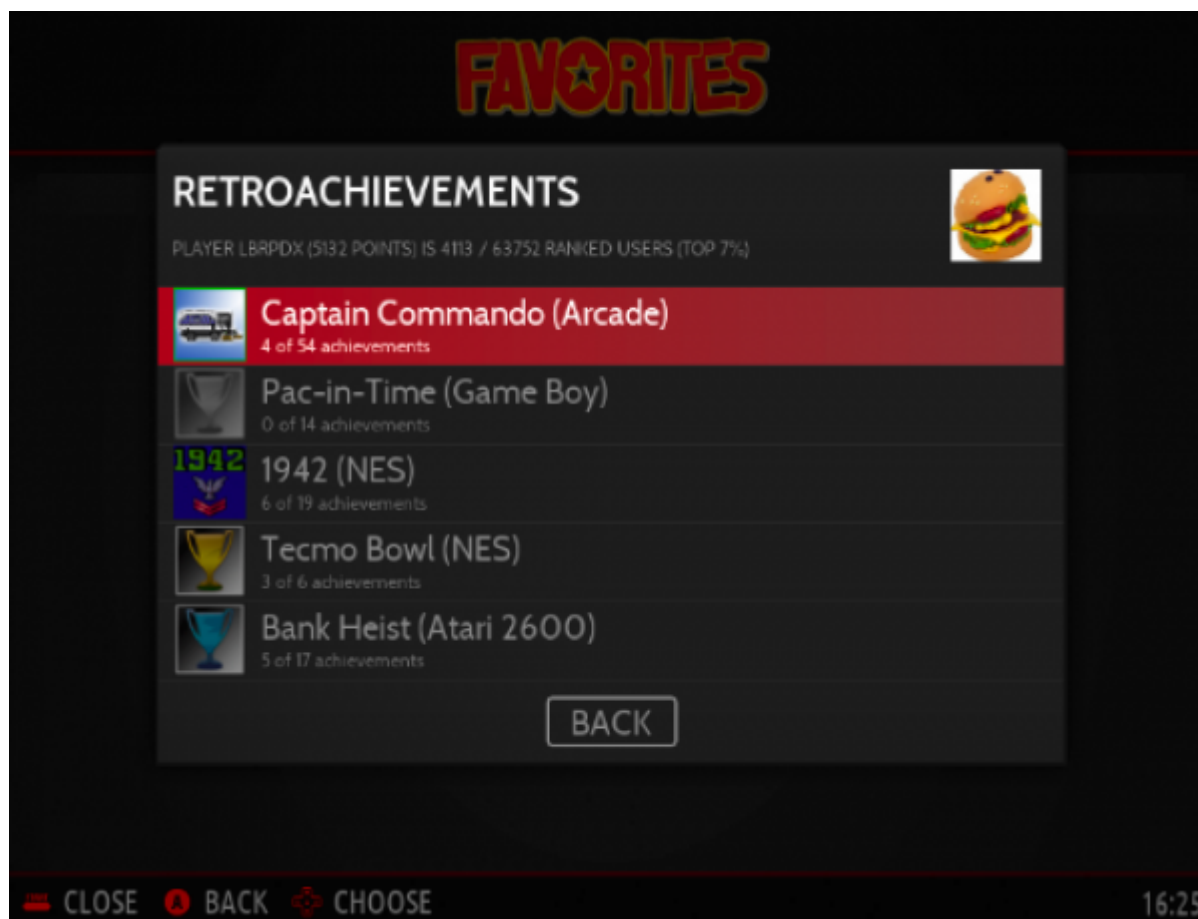 FAVORITES
RETROACHIEVEMENTS
PLAYER LBRPDX (5132 POINTS) IS 4113 / 63752 RANKED USERS (TOP 7%)
Captain Commando (Arcade)
4 of 54 achievements
Pac-in-Time (Game Boy)
0 of 14 achievements
1942
1942 (NES)
6 of 19 achievements
Tecmo Bowl (NES)
3 of 6 achievements
Bank Heist (Atari 2600)
5 of 17 achievements
BACK
CLOSE A BACK CHOOSE 16:25